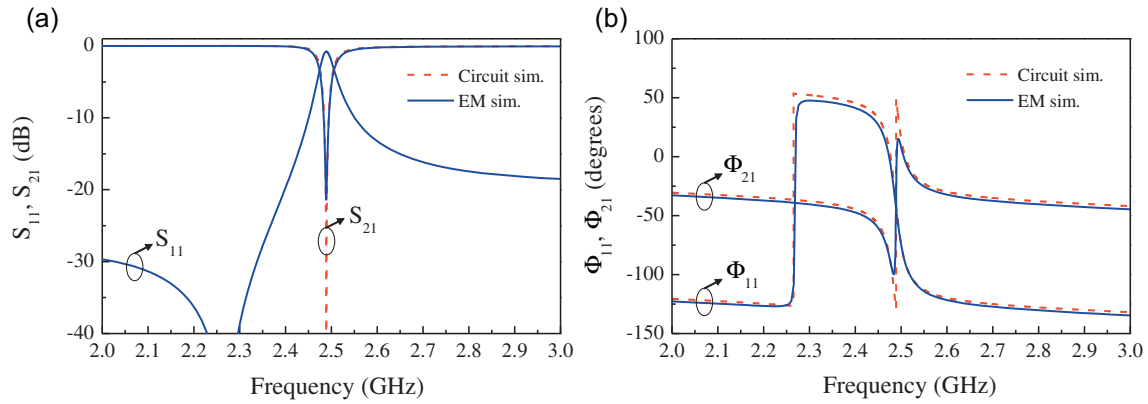 (a)
S11, S21 (dB)
0
-10
-20
-30
-40
Circuit sim.
EM sim.
S21
S11
2.0 2.1 2.2 2.3 2.4 2.5 2.6 2.7 2.8 2.9 3.0
Frequency (GHz)
(b)
Φ11, Φ21 (degrees)
100
50
0
-50
-100
-150
Circuit sim.
EM sim.
Φ21
Φ11
2.0 2.1 2.2 2.3 2.4 2.5 2.6 2.7 2.8 2.9 3.0
Frequency (GHz)